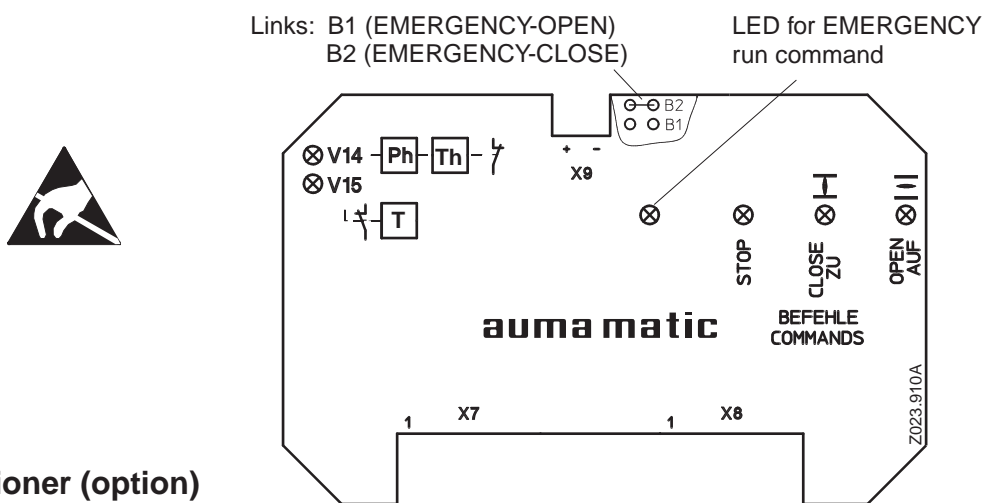 Links: B1 (EMERGENCY-OPEN)
B2 (EMERGENCY-CLOSE)
LED for EMERGENCY
run command
B2
B1
V14 Ph Th
V15
T
+ -
X9
STOP
CLOSE
ZU
OPEN
AUF
auma matic
BEFEHLE
COMMANDS
Z023.910A
1 X7
1 X8
(option)